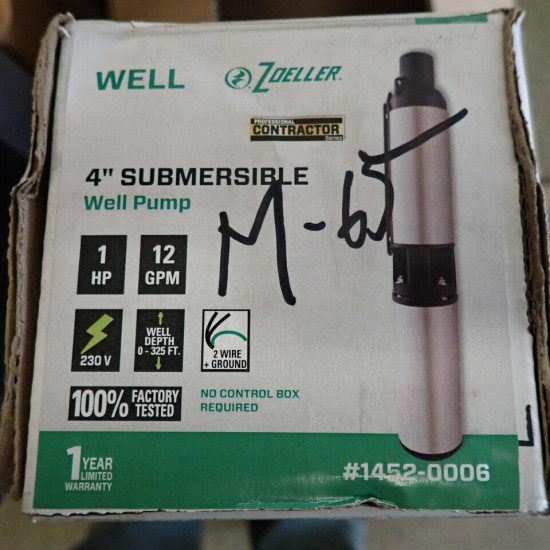 WELL
Z ZOELLER.
PROFESSIONAL
CONTRACTOR
Series
4" SUBMERSIBLE
Well Pump
M-65
1
HP
12
GPM
230 V
WELL
DEPTH
0 - 325 FT.
2 WIRE
+ GROUND
100% FACTORY
TESTED
NO CONTROL BOX
REQUIRED
1 YEAR
LIMITED
WARRANTY
#1452-0006